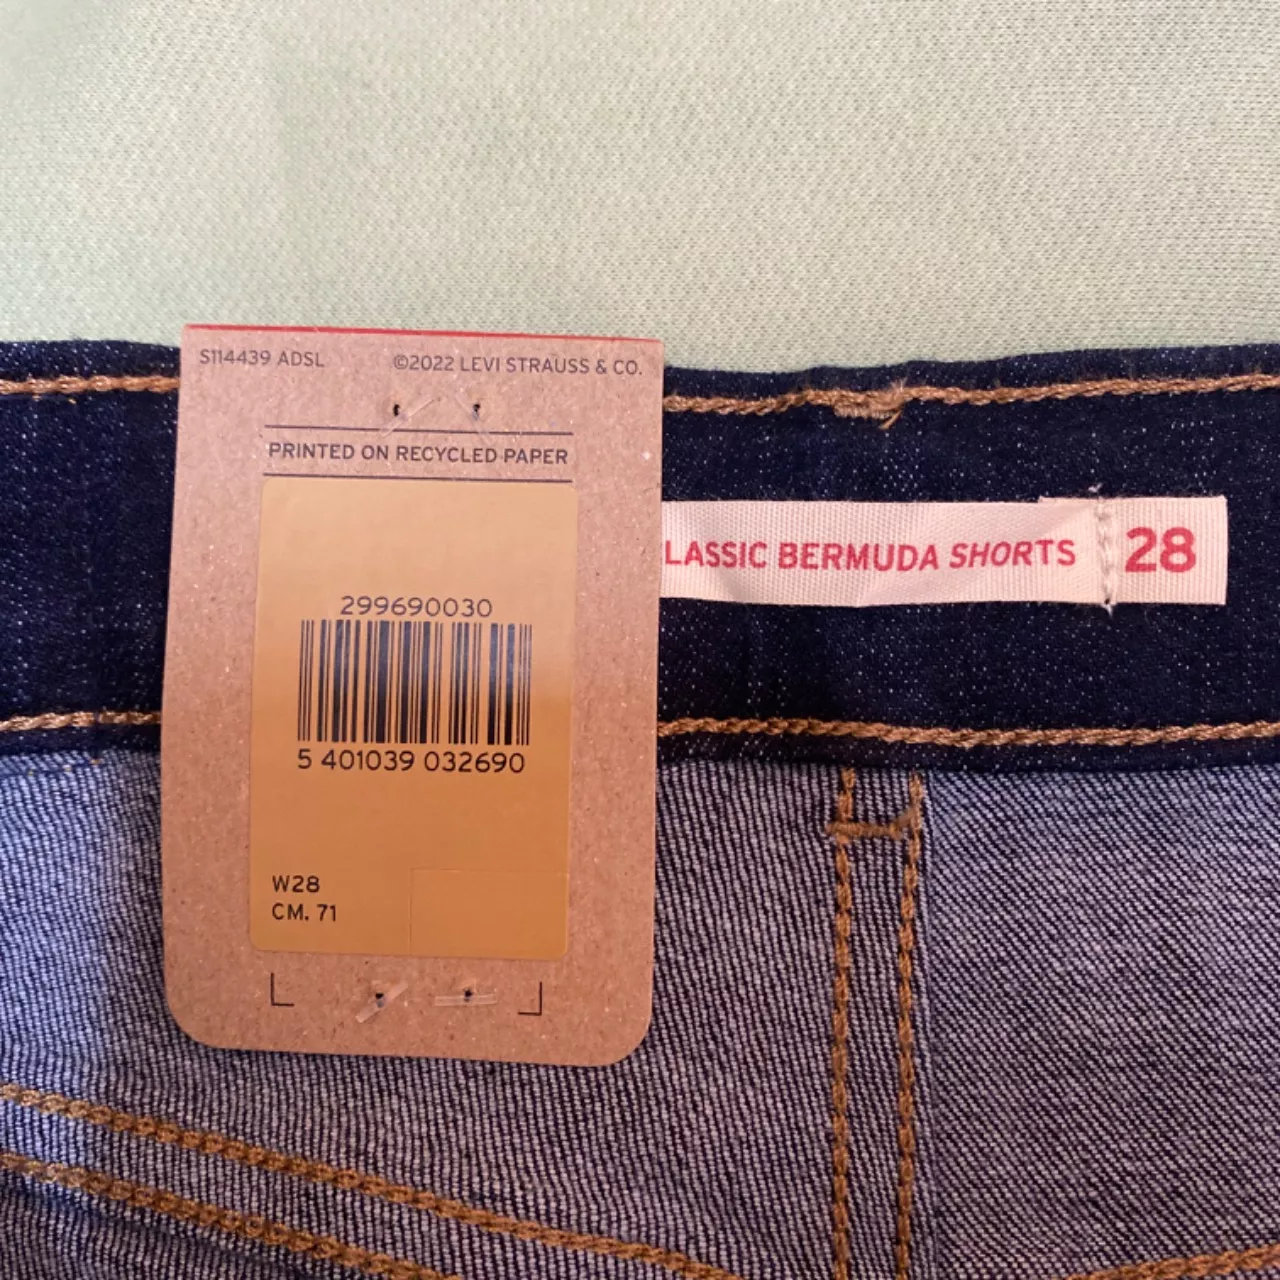 S114439 ADSL ©2022 LEVI STRAUSS & CO.
PRINTED ON RECYCLED PAPER
299690030
5 401039 032690
W28
CM. 71
LASSIC BERMUDA SHORTS 28